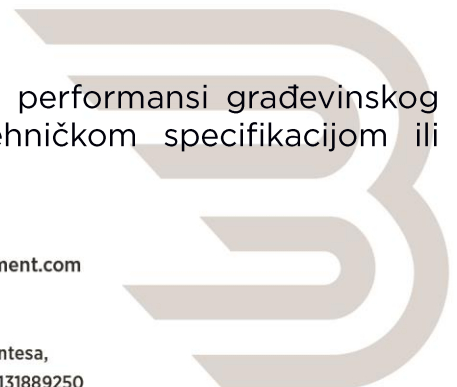 performansi građevinskog
ehničkom specifikacijom ili
ment.com
ntesa,
131889250